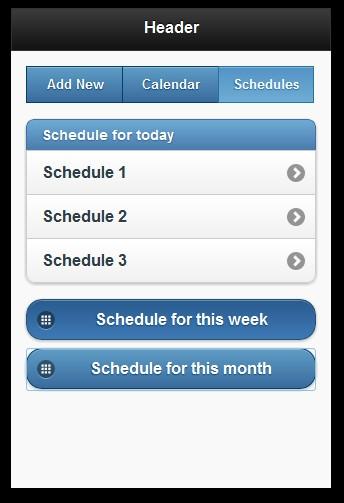 Header
Add New Calendar Schedules
Schedule for today
Schedule 1
Schedule 2
Schedule 3
Schedule for this week
Schedule for this month